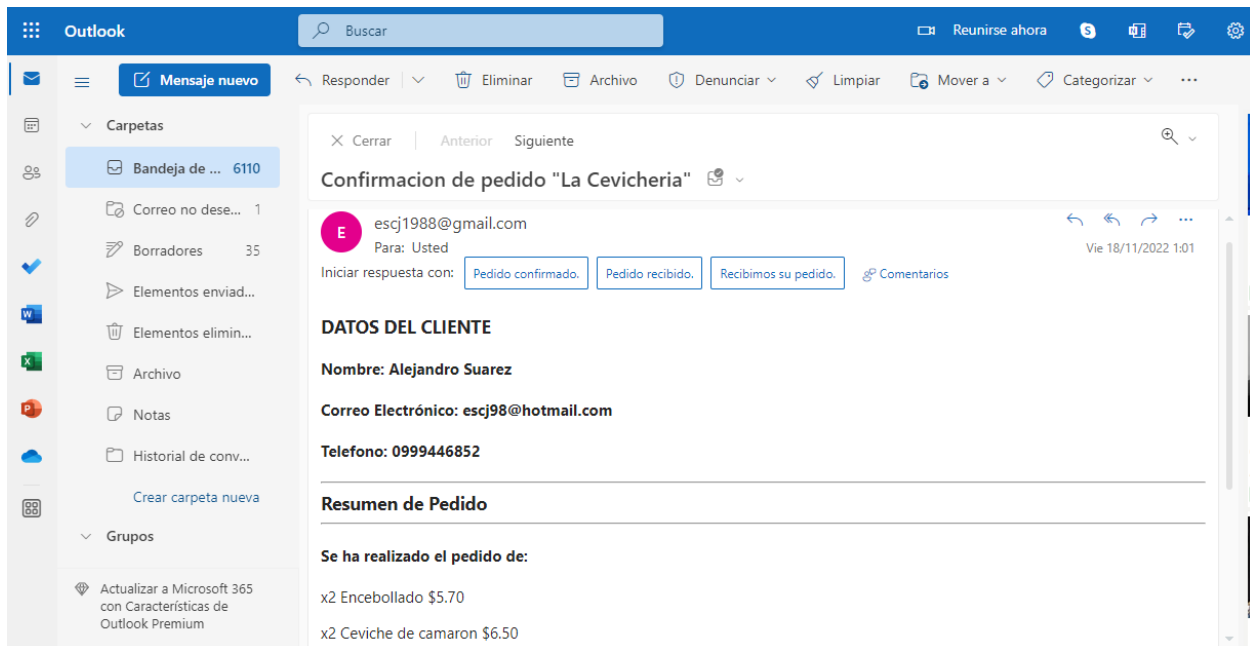 Outlook
Buscar
Reunirse ahora
Mensaje nuevo
Responder
Eliminar
Archivo
Denunciar
Limpiar
Mover a
Categorizar
Carpetas
Bandeja de ... 6110
Correo no dese... 1
Borradores 35
Elementos enviad...
Elementos elimin...
Archivo
Notas
Historial de conv...
Crear carpeta nueva
Grupos
Actualizar a Microsoft 365
con Características de
Outlook Premium
Cerrar
Anterior
Siguiente
Confirmacion de pedido "La Cevicheria"
E
escj1988@gmail.com
Para: Usted
Vie 18/11/2022 1:01
Iniciar respuesta con: Pedido confirmado. Pedido recibido. Recibimos su pedido. Comentarios
DATOS DEL CLIENTE
Nombre: Alejandro Suarez
Correo Electrónico: escj98@hotmail.com
Telefono: 0999446852
Resumen de Pedido
Se ha realizado el pedido de:
x2 Encebollado $5.70
x2 Ceviche de camaron $6.50